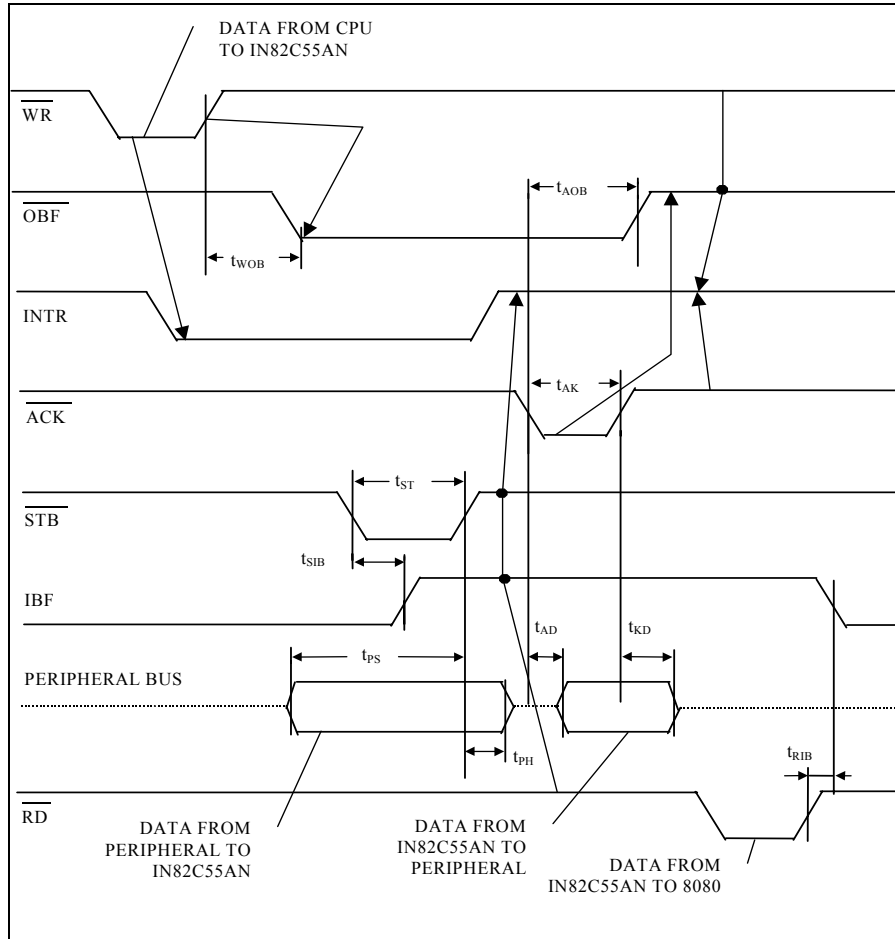 DATA FROM CPU
TO IN82C55AN
WR
tAOB
OBF
tWOB
INTR
tAK
ACK
tST
STB
tSIB
IBF
tAD
tKD
tPS
PERIPHERAL BUS
tPH
tRIB
RD
DATA FROM
PERIPHERAL TO
IN82C55AN
DATA FROM
IN82C55AN TO
PERIPHERAL
DATA FROM
IN82C55AN TO 8080